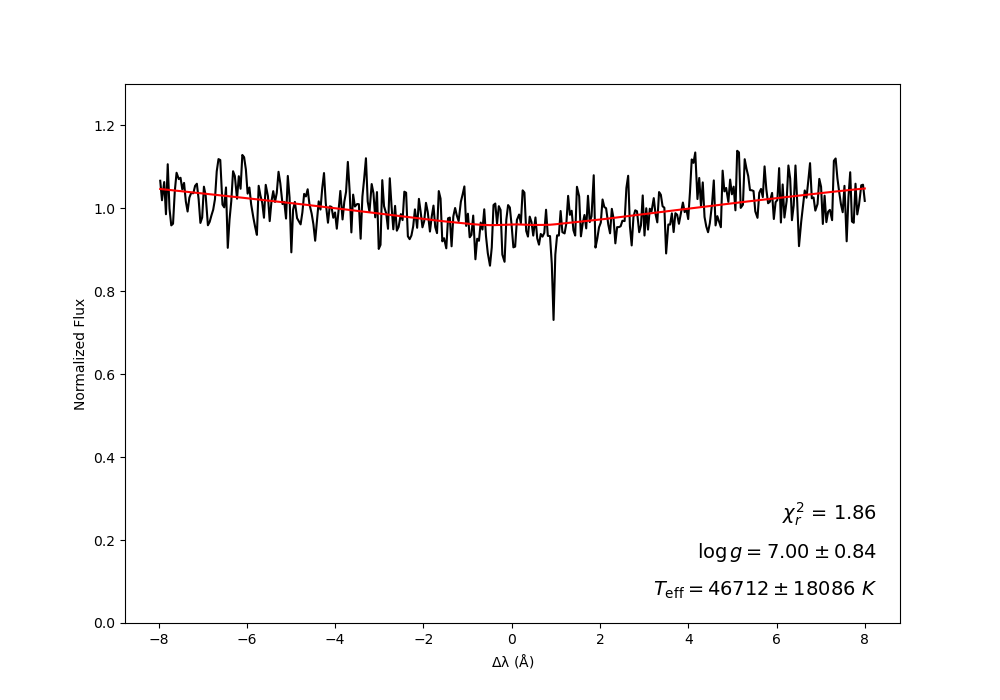 1.2
1.0
0.8
0.6
0.4
0.2
0.0
Normalized Flux
χ²ᵣ = 1.86
log g = 7.00 ± 0.84
T_eff = 46712 ± 18086 K
−8 −6 −4 −2 0 2 4 6 8
Δλ (Å)